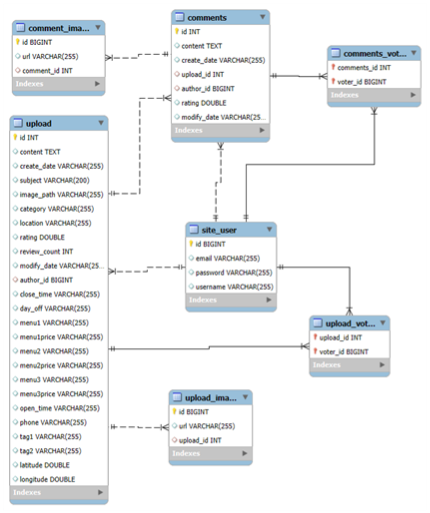 comment_ima...
id BIGINT
url VARCHAR(255)
comment_id INT
Indexes
comments
id INT
content TEXT
create_date VARCHAR(255)
upload_id INT
author_id BIGINT
rating DOUBLE
modify_date VARCHAR(25...
Indexes
comments_vot...
comments_id INT
voter_id BIGINT
Indexes
upload
id INT
content TEXT
create_date VARCHAR(255)
subject VARCHAR(200)
image_path VARCHAR(255)
category VARCHAR(255)
location VARCHAR(255)
rating DOUBLE
review_count INT
modify_date VARCHAR(25...
author_id BIGINT
close_time VARCHAR(255)
day_off VARCHAR(255)
menu1 VARCHAR(255)
menu1price VARCHAR(255)
menu2 VARCHAR(255)
menu2price VARCHAR(255)
menu3 VARCHAR(255)
menu3price VARCHAR(255)
open_time VARCHAR(255)
phone VARCHAR(255)
tag1 VARCHAR(255)
tag2 VARCHAR(255)
latitude DOUBLE
longitude DOUBLE
Indexes
site_user
id BIGINT
email VARCHAR(255)
password VARCHAR(255)
username VARCHAR(255)
Indexes
upload_vot...
upload_id INT
voter_id BIGINT
Indexes
upload_ima...
id BIGINT
url VARCHAR(255)
upload_id INT
Indexes